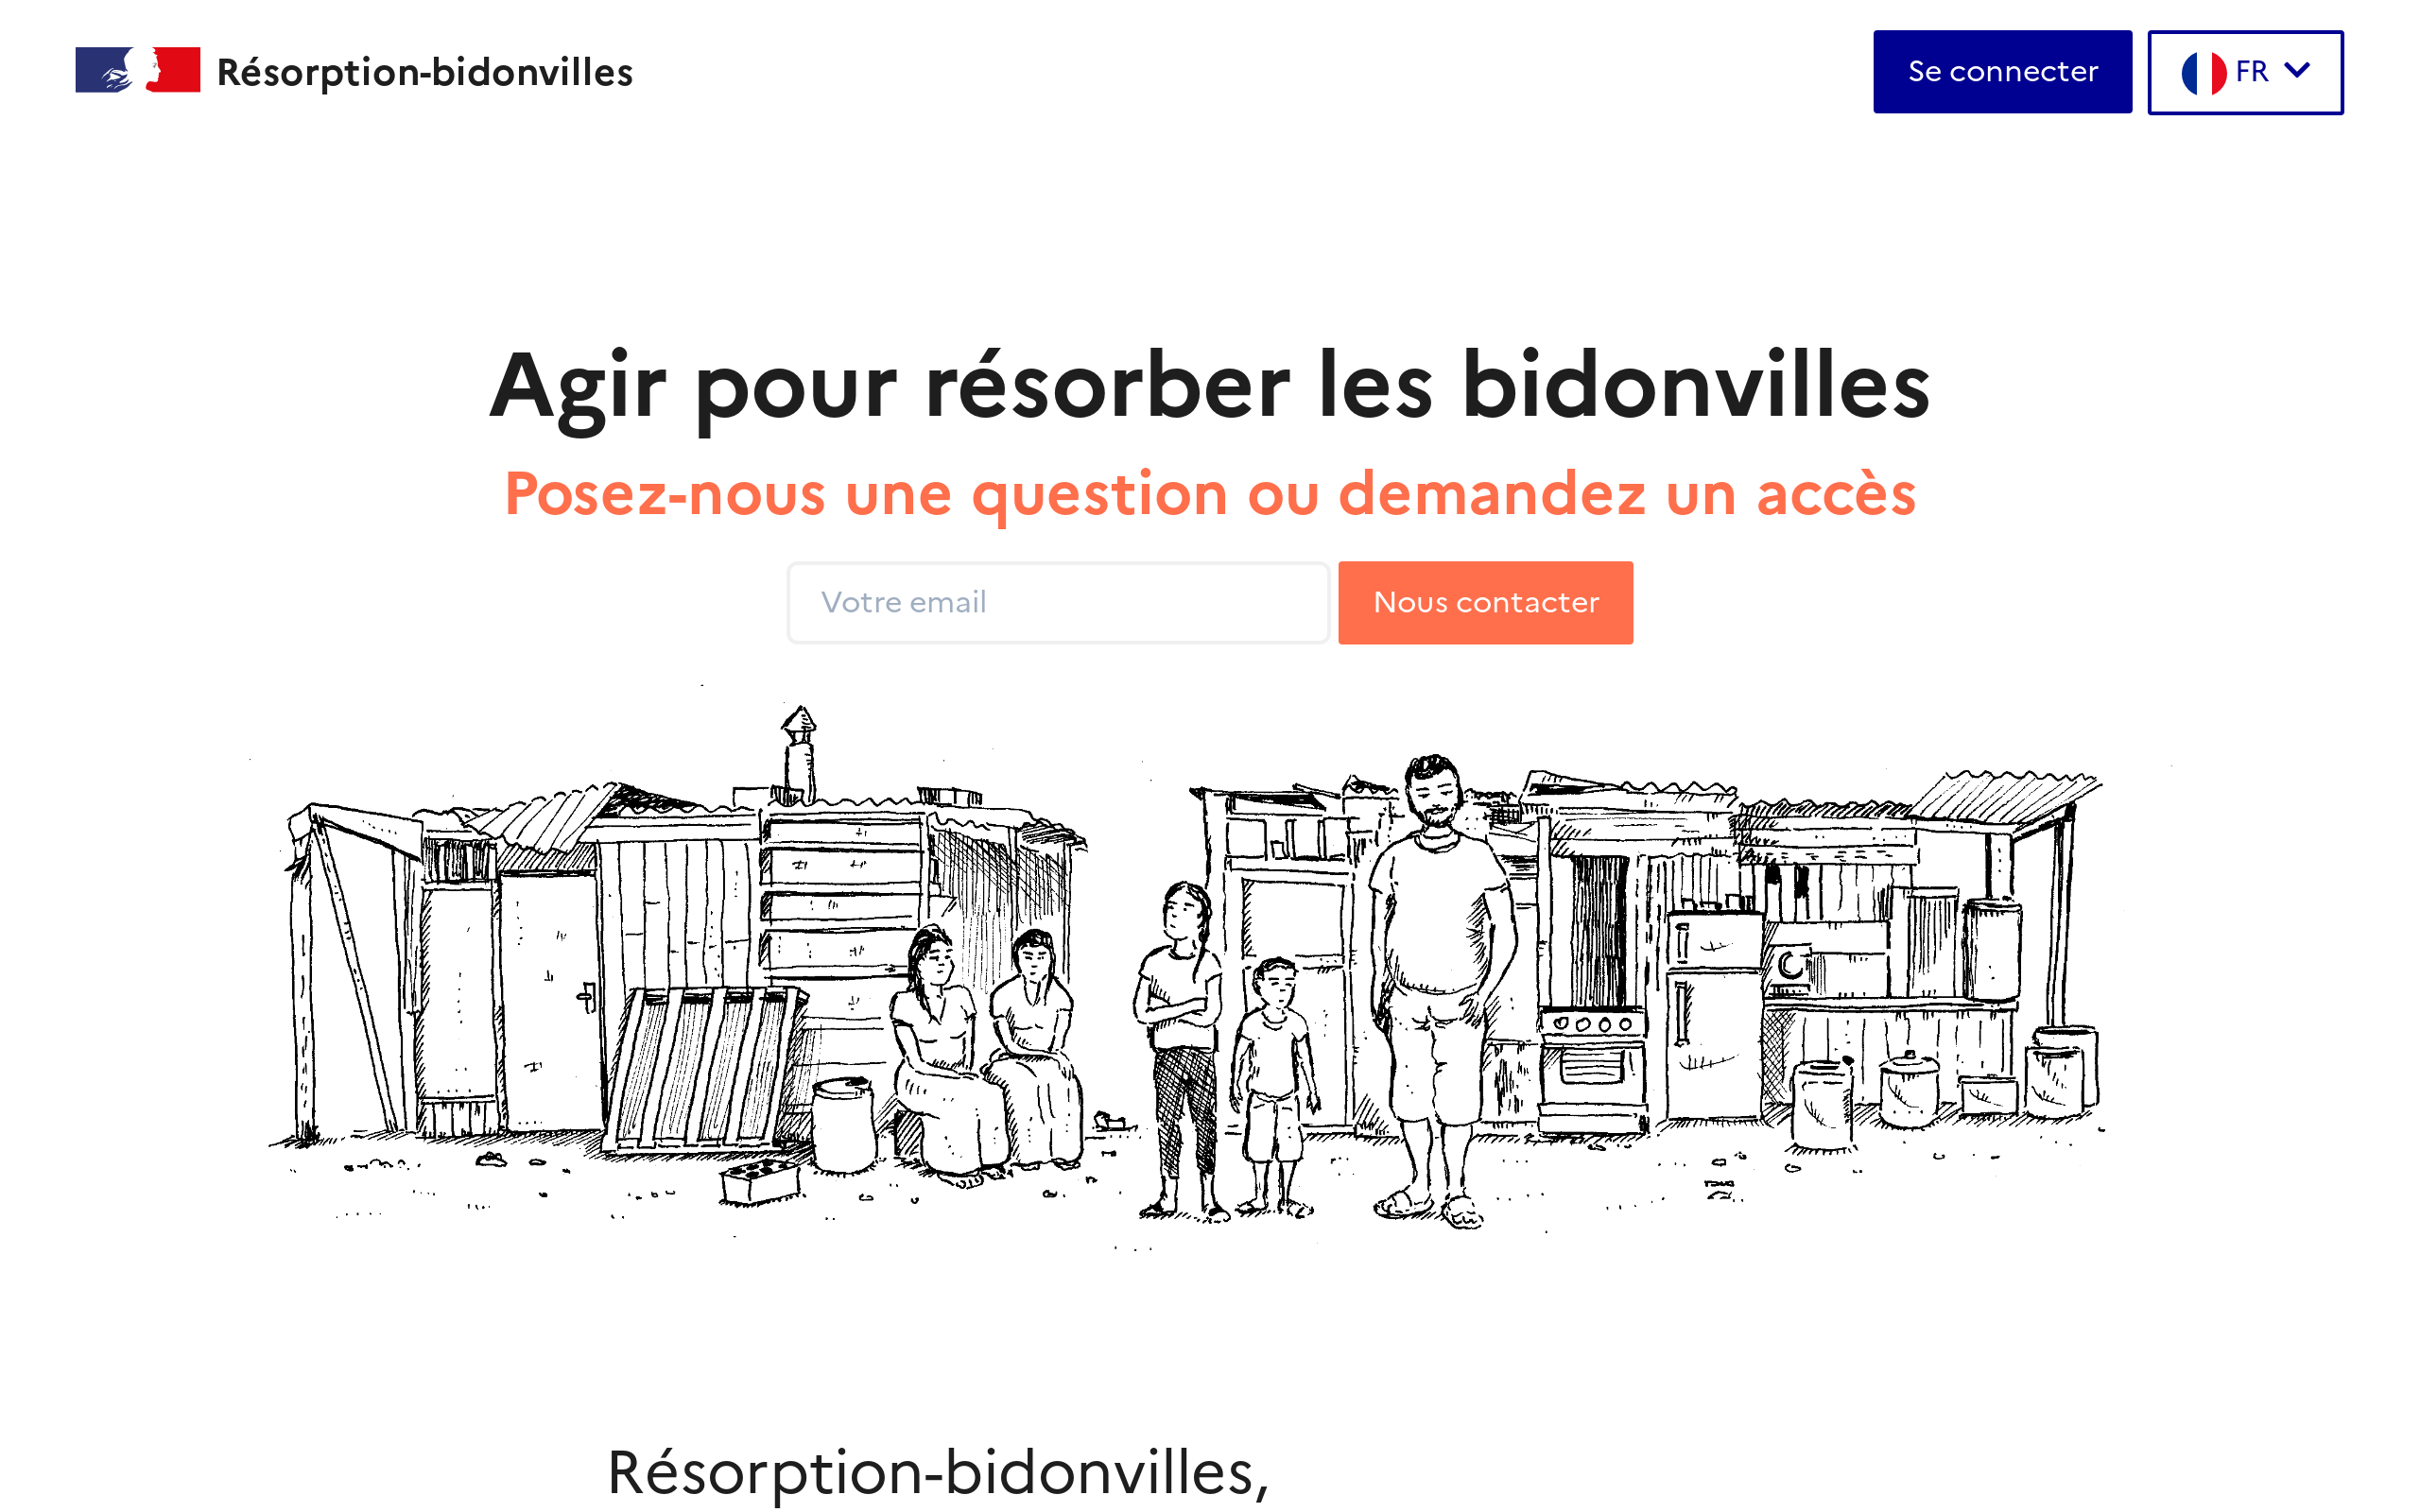 Résorption-bidonvilles
Se connecter
FR
Agir pour résorber les bidonvilles
Posez-nous une question ou demandez un accès
Votre email
Nous contacter
Résorption-bidonvilles,